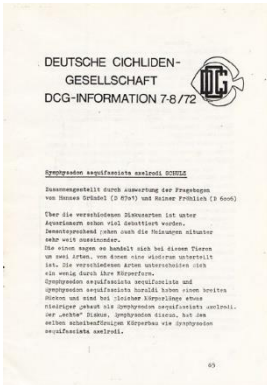 DEUTSCHE CICHLIDEN-
GESELLSCHAFT
DCG-INFORMATION 7-8/72
DCG
Symphysodon aequifasciata axelrodi SCHULZ
Zusammengestellt durch Auswertung der Fragebogen
von Hannes Gründel (D 8701) und Rainer Fröhlich (D 6006)
Über die verschiedenen Diskusarten ist unter
Aquarianern schon viel debattiert worden.
Dementsprechend gehen auch die Meinungen mitunter
sehr weit auseinander.
Die einen sagen es handelt sich bei diesen Tieren
um zwei Arten, von denen eine wiederum unterteilt
ist. Die verschiedenen Arten unterscheiden sich
ein wenig durch ihre Körperform.
Symphysodon aequifasciata aequifasciata und
Symphysodon aequifasciata haraldi haben einen breiten
Rücken und sind bei gleicher Körperlänge etwas
niedriger gebaut als Symphysodon aequifasciata axelrodi.
Der "echte" Diskus, Symphysodon discus, hat den
selben scheibenförmigen Körperbau wie Symphysodon
aequifasciata axelrodi.